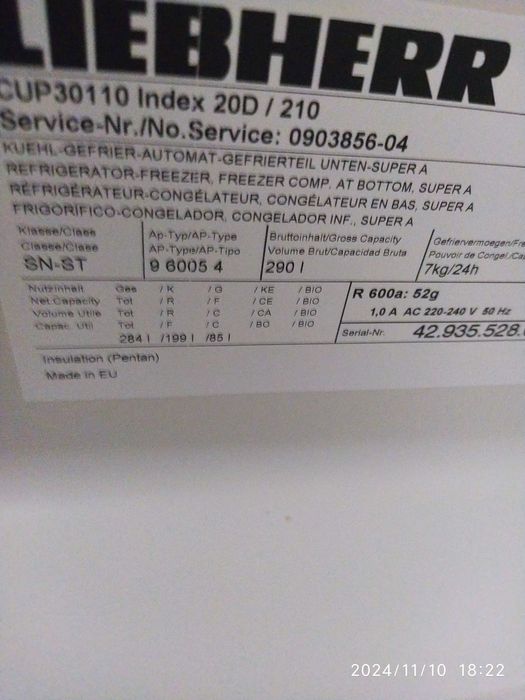 LIEBHERR
CUP30110 Index 20D / 210
Service-Nr./No.Service: 0903856-04
KUEHL-GEFRIER-AUTOMAT-GEFRIERTEIL UNTEN-SUPER A
REFRIGERATOR-FREEZER, FREEZER COMP. AT BOTTOM, SUPER A
RÉFRIGÉRATEUR-CONGÉLATEUR, CONGÉLATEUR EN BAS, SUPER A
FRIGORÍFICO-CONGELADOR, CONGELADOR INF., SUPER A
Klasse/Class Ap-Typ/AP-Type Bruttoinhalt/Gross Capacity Gefriervermoegen/Fre
Classe/Clase AP-Type/AP-Tipo Volume Brut/Capacidad Bruta Pouvoir de Congel./Ca
SN-ST 9 6005 4 290 l 7kg/24h
Nutzinhalt Ges / K / G / KE / BIO R 600a: 52g
Net.Capacity Tot / R / F / CE / BIO 1,0 A AC 220-240 V 50 Hz
Volume Utile Tot / R / C / CA / BIO
Capac. Util Tot / F / C / BO / BIO Serial-Nr. 42.935.528.
284 l / 199 l / 85 l
Insulation (Pentan)
Made in EU
2024/11/10 18:22